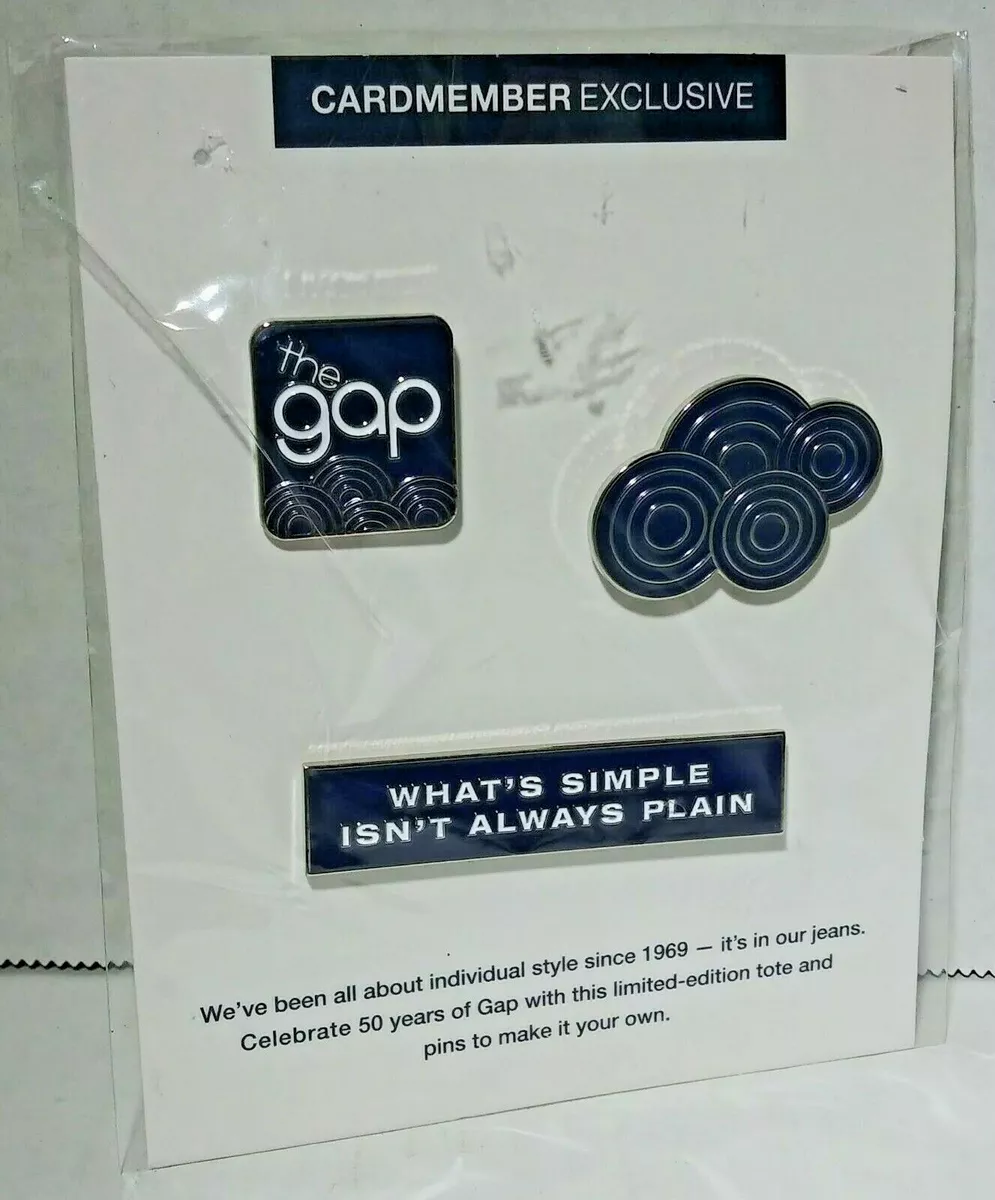 CARDMEMBER EXCLUSIVE
the
gap
WHAT'S SIMPLE
ISN'T ALWAYS PLAIN
We've been all about individual style since 1969 — it's in our jeans.
Celebrate 50 years of Gap with this limited-edition tote and
pins to make it your own.